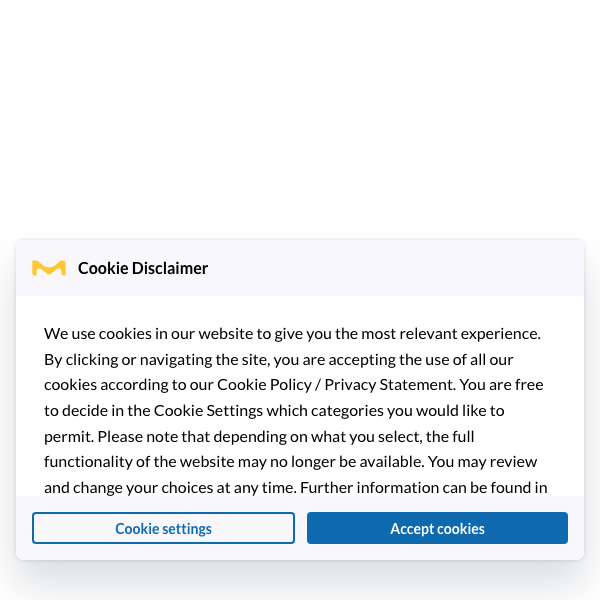 Cookie Disclaimer
We use cookies in our website to give you the most relevant experience.
By clicking or navigating the site, you are accepting the use of all our
cookies according to our Cookie Policy / Privacy Statement. You are free
to decide in the Cookie Settings which categories you would like to
permit. Please note that depending on what you select, the full
functionality of the website may no longer be available. You may review
and change your choices at any time. Further information can be found in
Cookie settings
Accept cookies